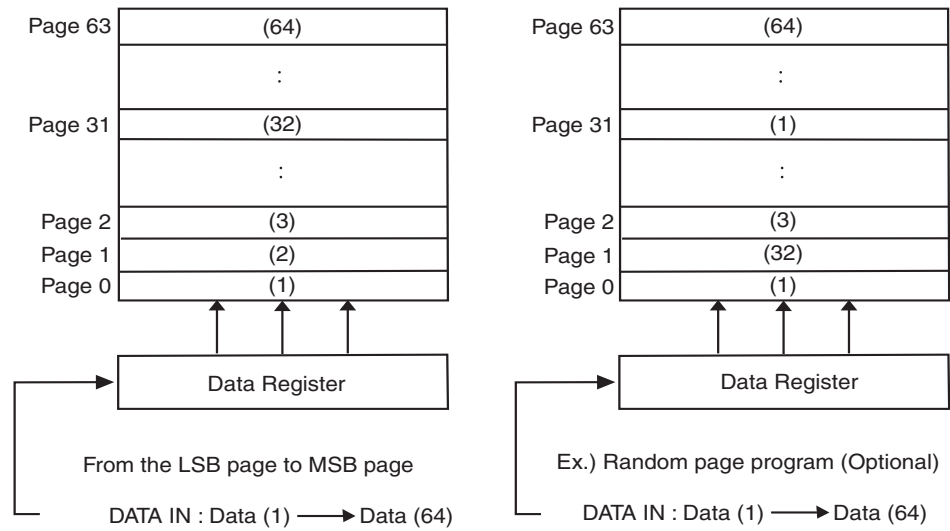 Page 63 (64)
:
Page 31 (32)
:
Page 2 (3)
Page 1 (2)
Page 0 (1)
Data Register
From the LSB page to MSB page
DATA IN : Data (1) Data (64)
Page 63 (64)
:
Page 31 (1)
:
Page 2 (3)
Page 1 (32)
Page 0 (1)
Data Register
Ex.) Random page program (Optional)
DATA IN : Data (1) Data (64)